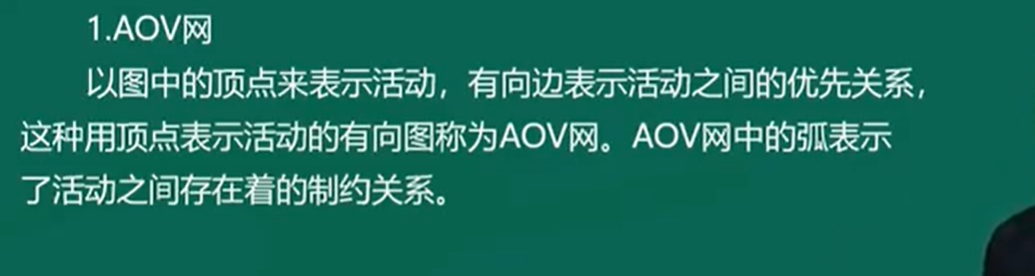 1.AOV网
以图中的顶点来表示活动，有向边表示活动之间的优先关系，
这种用顶点表示活动的有向图称为AOV网。AOV网中的弧表示
了活动之间存在着的制约关系。